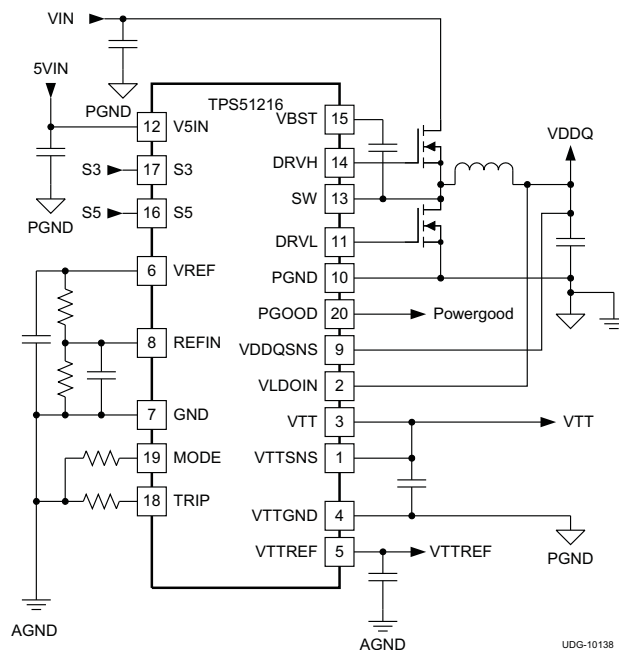 VIN
5VIN
PGND
TPS51216
12 V5IN
VBST 15
VDDQ
S3 17 S3
DRVH 14
S5 16 S5
SW 13
PGND
DRVL 11
6 VREF
PGND 10
PGOOD 20 Powergood
8 REFIN
VDDQSNS 9
VLDOIN 2
7 GND
VTT 3 VTT
19 MODE
VTTSNS 1
18 TRIP
VTTGND 4
VTTREF 5 VTTREF
PGND
AGND
AGND
UDG-10138